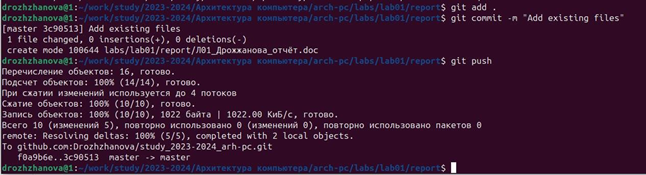 drozhzhanova@1:~/work/study/2023-2024/Архитектура компьютера/arch-pc/labs/lab01/report$ git add .
drozhzhanova@1:~/work/study/2023-2024/Архитектура компьютера/arch-pc/labs/lab01/report$ git commit -m "Add existing files"
[master 3c90513] Add existing files
1 file changed, 0 insertions(+), 0 deletions(-)
create mode 100644 labs/lab01/report/Л01_Дрожжанова_отчёт.doc
drozhzhanova@1:~/work/study/2023-2024/Архитектура компьютера/arch-pc/labs/lab01/report$ git push
Перечисление объектов: 16, готово.
Подсчет объектов: 100% (14/14), готово.
При сжатии изменений используется до 4 потоков
Сжатие объектов: 100% (10/10), готово.
Запись объектов: 100% (10/10), 1022 байта | 1022.00 КиБ/с, готово.
Всего 10 (изменений 5), повторно использовано 0 (изменений 0), повторно использовано пакетов 0
remote: Resolving deltas: 100% (5/5), completed with 2 local objects.
To github.com:Drozhzhanova/study_2023-2024_arh-pc.git
f0a9b6e..3c90513 master -> master
drozhzhanova@1:~/work/study/2023-2024/Архитектура компьютера/arch-pc/labs/lab01/report$